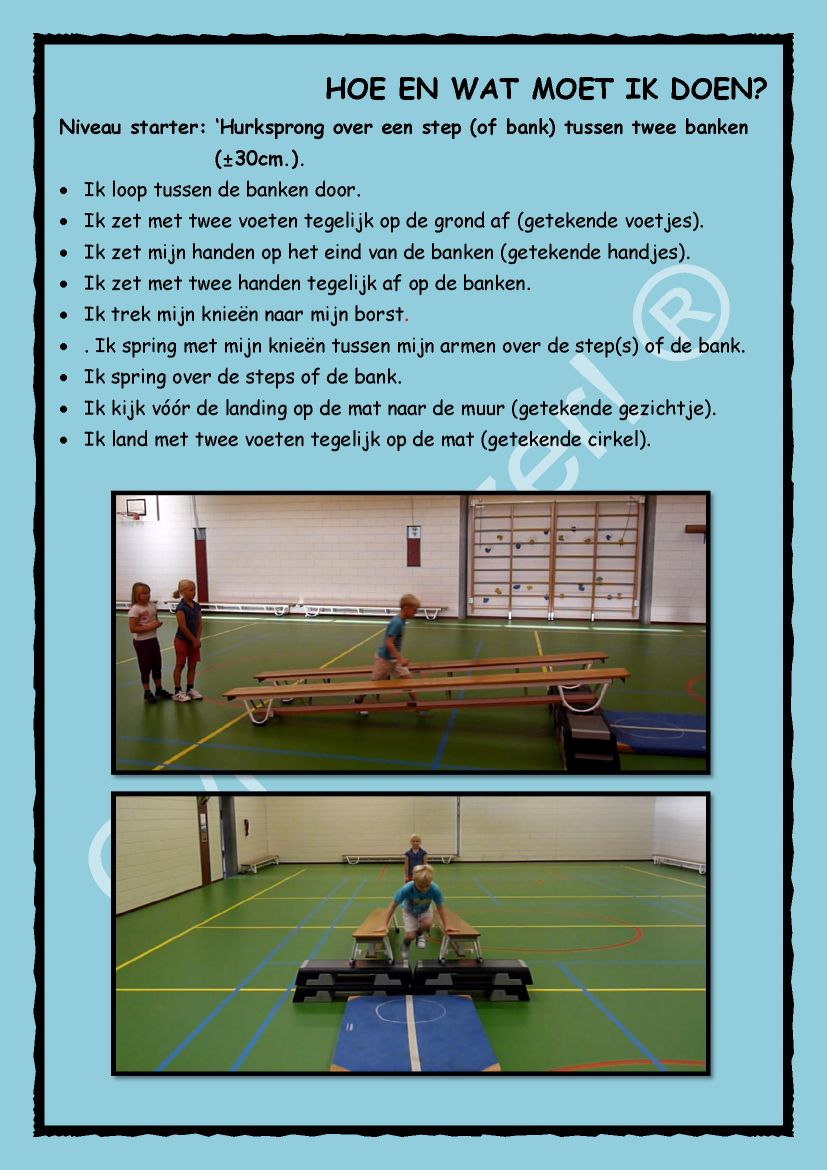 HOE EN WAT MOET IK DOEN?
Niveau starter: ‘Hurksprong over een step (of bank) tussen twee banken
(±30cm.).
• Ik loop tussen de banken door.
• Ik zet met twee voeten tegelijk op de grond af (getekende voetjes).
• Ik zet mijn handen op het eind van de banken (getekende handjes).
• Ik zet met twee handen tegelijk af op de banken.
• Ik trek mijn knieën naar mijn borst.
• . Ik spring met mijn knieën tussen mijn armen over de step(s) of de bank.
• Ik spring over de steps of de bank.
• Ik kijk vóór de landing op de mat naar de muur (getekende gezichtje).
• Ik land met twee voeten tegelijk op de mat (getekende cirkel).
®